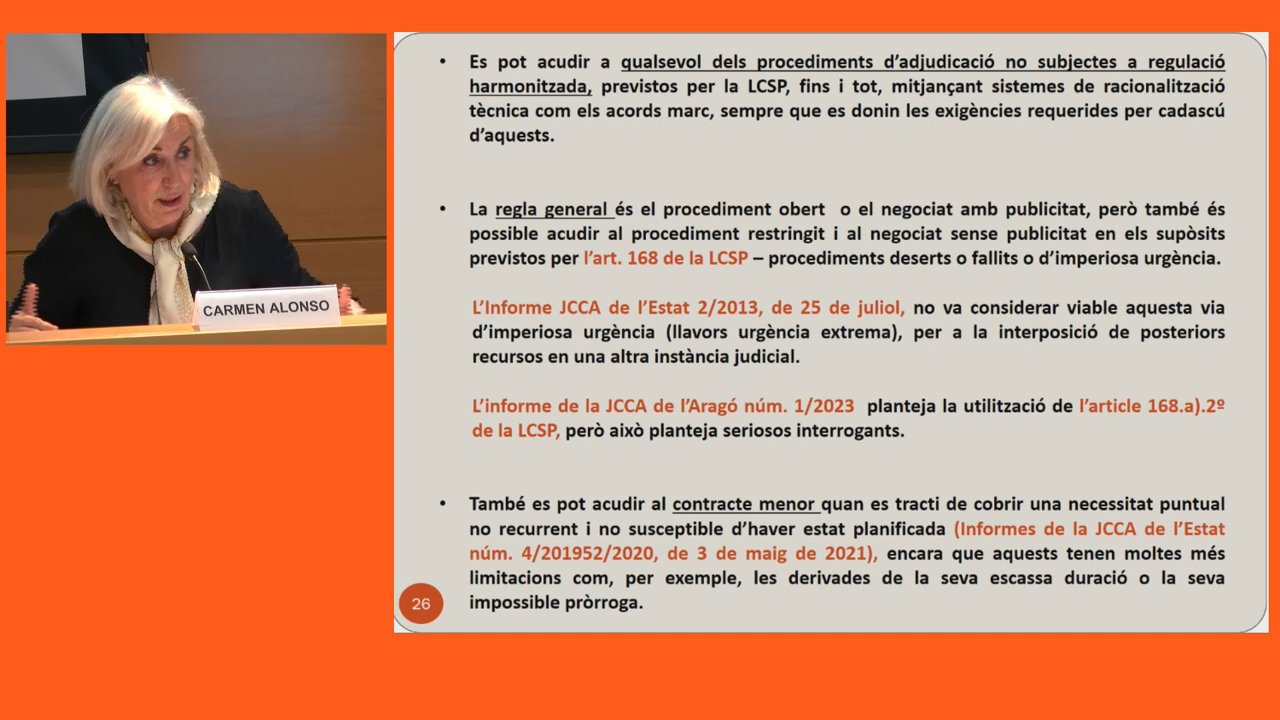 CARMEN ALONSO
• Es pot acudir a qualsevol dels procediments d'adjudicació no subjectes a regulació
harmonitzada, previstos per la LCSP, fins i tot, mitjançant sistemes de racionalització
tècnica com els acords marc, sempre que es donin les exigències requerides per cadascú
d'aquests.
• La regla general és el procediment obert o el negociat amb publicitat, però també és
possible acudir al procediment restringit i al negociat sense publicitat en els supòsits
previstos per l'art. 168 de la LCSP – procediments deserts o fallits o d'imperiosa urgència.
L'Informe JCCA de l'Estat 2/2013, de 25 de juliol, no va considerar viable aquesta via
d'imperiosa urgència (llavors urgència extrema), per a la interposició de posteriors
recursos en una altra instància judicial.
L'informe de la JCCA de l'Aragó núm. 1/2023 planteja la utilització de l'article 168.a).2º
de la LCSP, però això planteja seriosos interrogants.
• També es pot acudir al contracte menor quan es tracti de cobrir una necessitat puntual
no recurrent i no susceptible d'haver estat planificada (Informes de la JCCA de l'Estat
núm. 4/201952/2020, de 3 de maig de 2021), encara que aquests tenen moltes més
limitacions com, per exemple, les derivades de la seva escassa duració o la seva
impossible pròrroga.
26